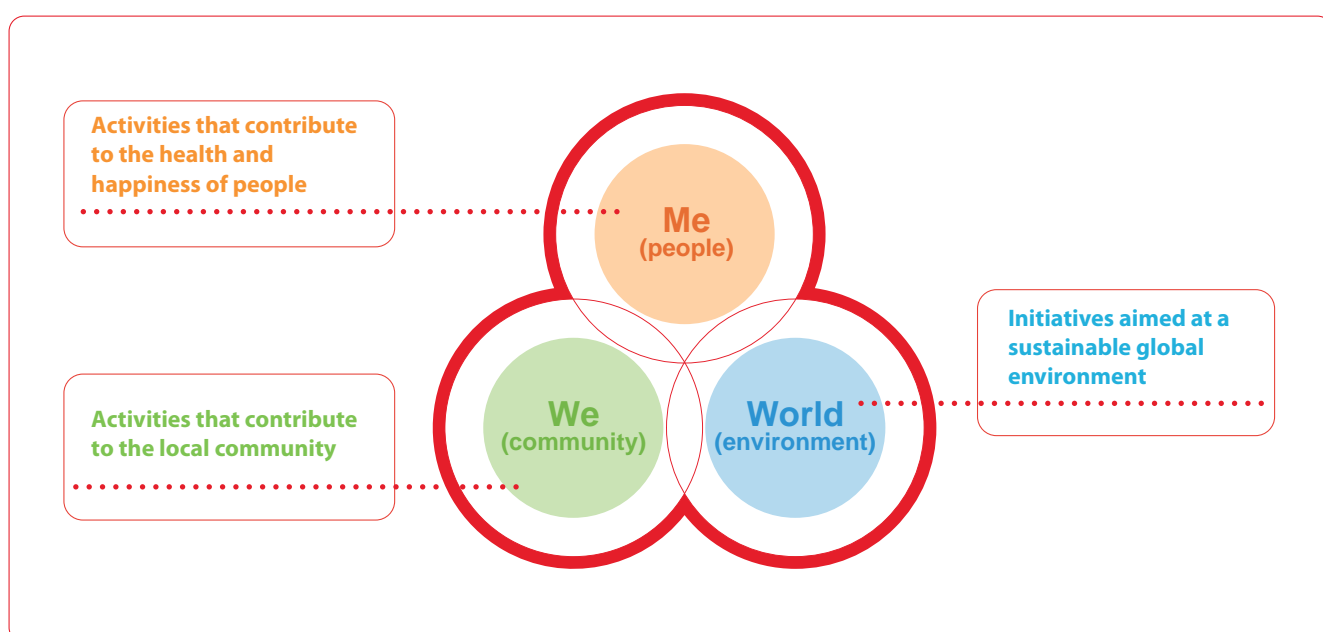 Activities that contribute
to the health and
happiness of people
Me
(people)
Initiatives aimed at a
sustainable global
environment
Activities that contribute
to the local community
We
(community)
World
(environment)